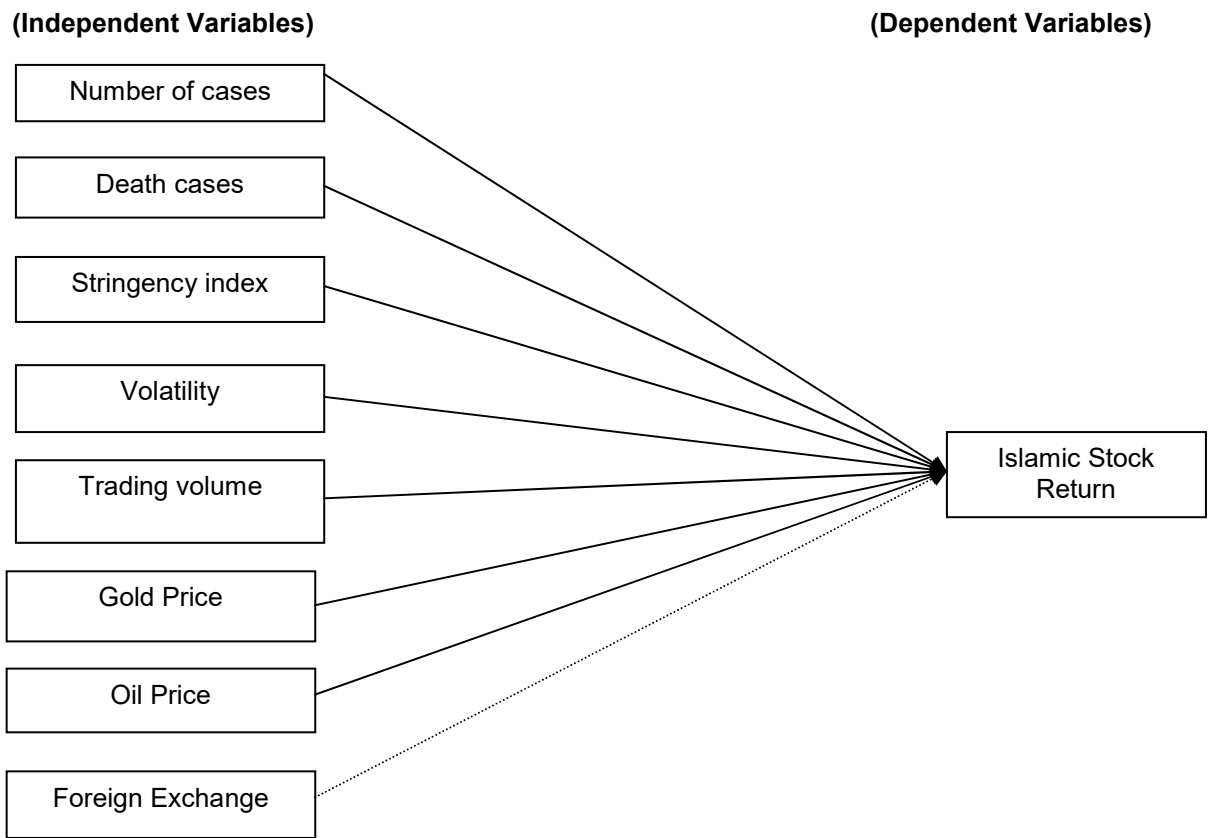 (Independent Variables)
(Dependent Variables)
Number of cases
Death cases
Stringency index
Volatility
Trading volume
Gold Price
Oil Price
Foreign Exchange
Islamic Stock
Return